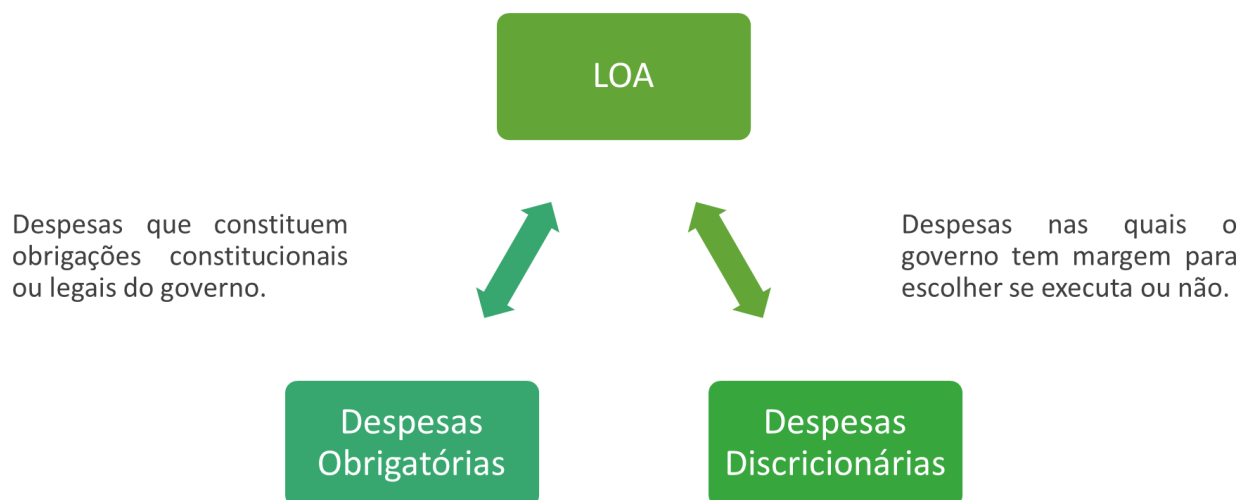 LOA
Despesas que constituem
obrigações constitucionais
ou legais do governo.
Despesas nas quais o
governo tem margem para
escolher se executa ou não.
Despesas
Obrigatórias
Despesas
Discricionárias